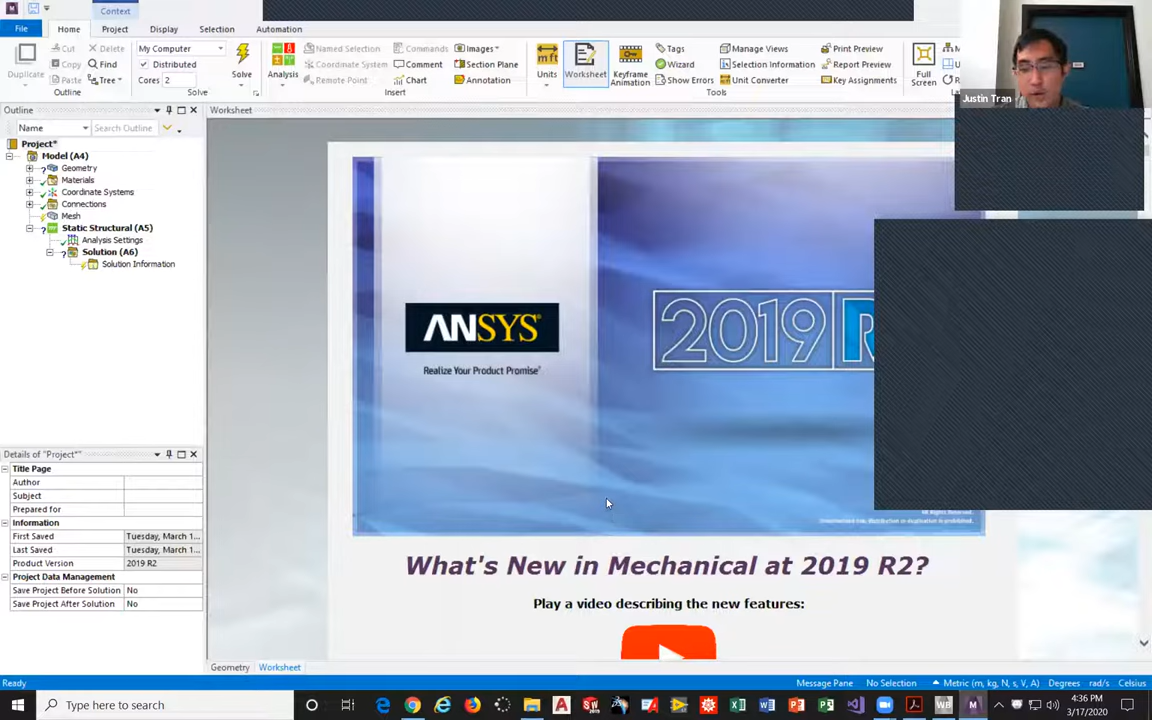 Context
File Home Project Display Selection Automation
Duplicate
Cut
Copy
Paste
Delete
Find
Tree
Outline
My Computer
Distributed
Cores 2
Solve
Solve
Analysis
Named Selection
Coordinate System
Remote Point
Commands
Comment
Chart
Images
Section Plane
Annotation
Insert
Units
Worksheet
Keyframe
Animation
Tags
Wizard
Show Errors
Manage Views
Selection Information
Unit Converter
Print Preview
Report Preview
Key Assignments
Tools
Full
Screen
Justin Tran
Outline
Name
Search Outline
Project*
Model (A4)
Geometry
Materials
Coordinate Systems
Connections
Mesh
Static Structural (A5)
Analysis Settings
Solution (A6)
Solution Information
Worksheet
ANSYS
Realize Your Product Promise
2019 R
What's New in Mechanical at 2019 R2?
Play a video describing the new features:
Details of "Project*"
Title Page
Author
Subject
Prepared for
Information
First Saved Tuesday, March 1...
Last Saved Tuesday, March 1...
Product Version 2019 R2
Project Data Management
Save Project Before Solution No
Save Project After Solution No
Geometry Worksheet
Ready
Message Pane No Selection Metric (m, kg, N, s, V, A) Degrees rad/s Celsius
Type here to search
4:36 PM
3/17/2020